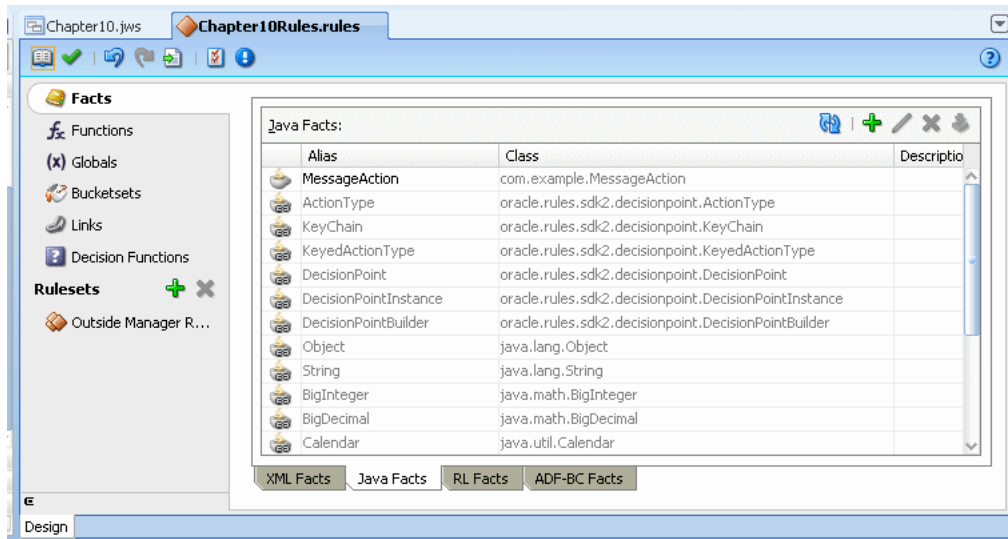 Chapter10.jws Chapter10Rules.rules
Facts
Functions
(x) Globals
Bucketsets
Links
Decision Functions
Rulesets
Outside Manager R...
Java Facts:
Alias Class Descriptio
MessageAction com.example.MessageAction
ActionType oracle.rules.sdk2.decisionpoint.ActionType
KeyChain oracle.rules.sdk2.decisionpoint.KeyChain
KeyedActionType oracle.rules.sdk2.decisionpoint.KeyedActionType
DecisionPoint oracle.rules.sdk2.decisionpoint.DecisionPoint
DecisionPointInstance oracle.rules.sdk2.decisionpoint.DecisionPointInstance
DecisionPointBuilder oracle.rules.sdk2.decisionpoint.DecisionPointBuilder
Object java.lang.Object
String java.lang.String
BigInteger java.math.BigInteger
BigDecimal java.math.BigDecimal
Calendar java.util.Calendar
XML Facts Java Facts RL Facts ADF-BC Facts
Design